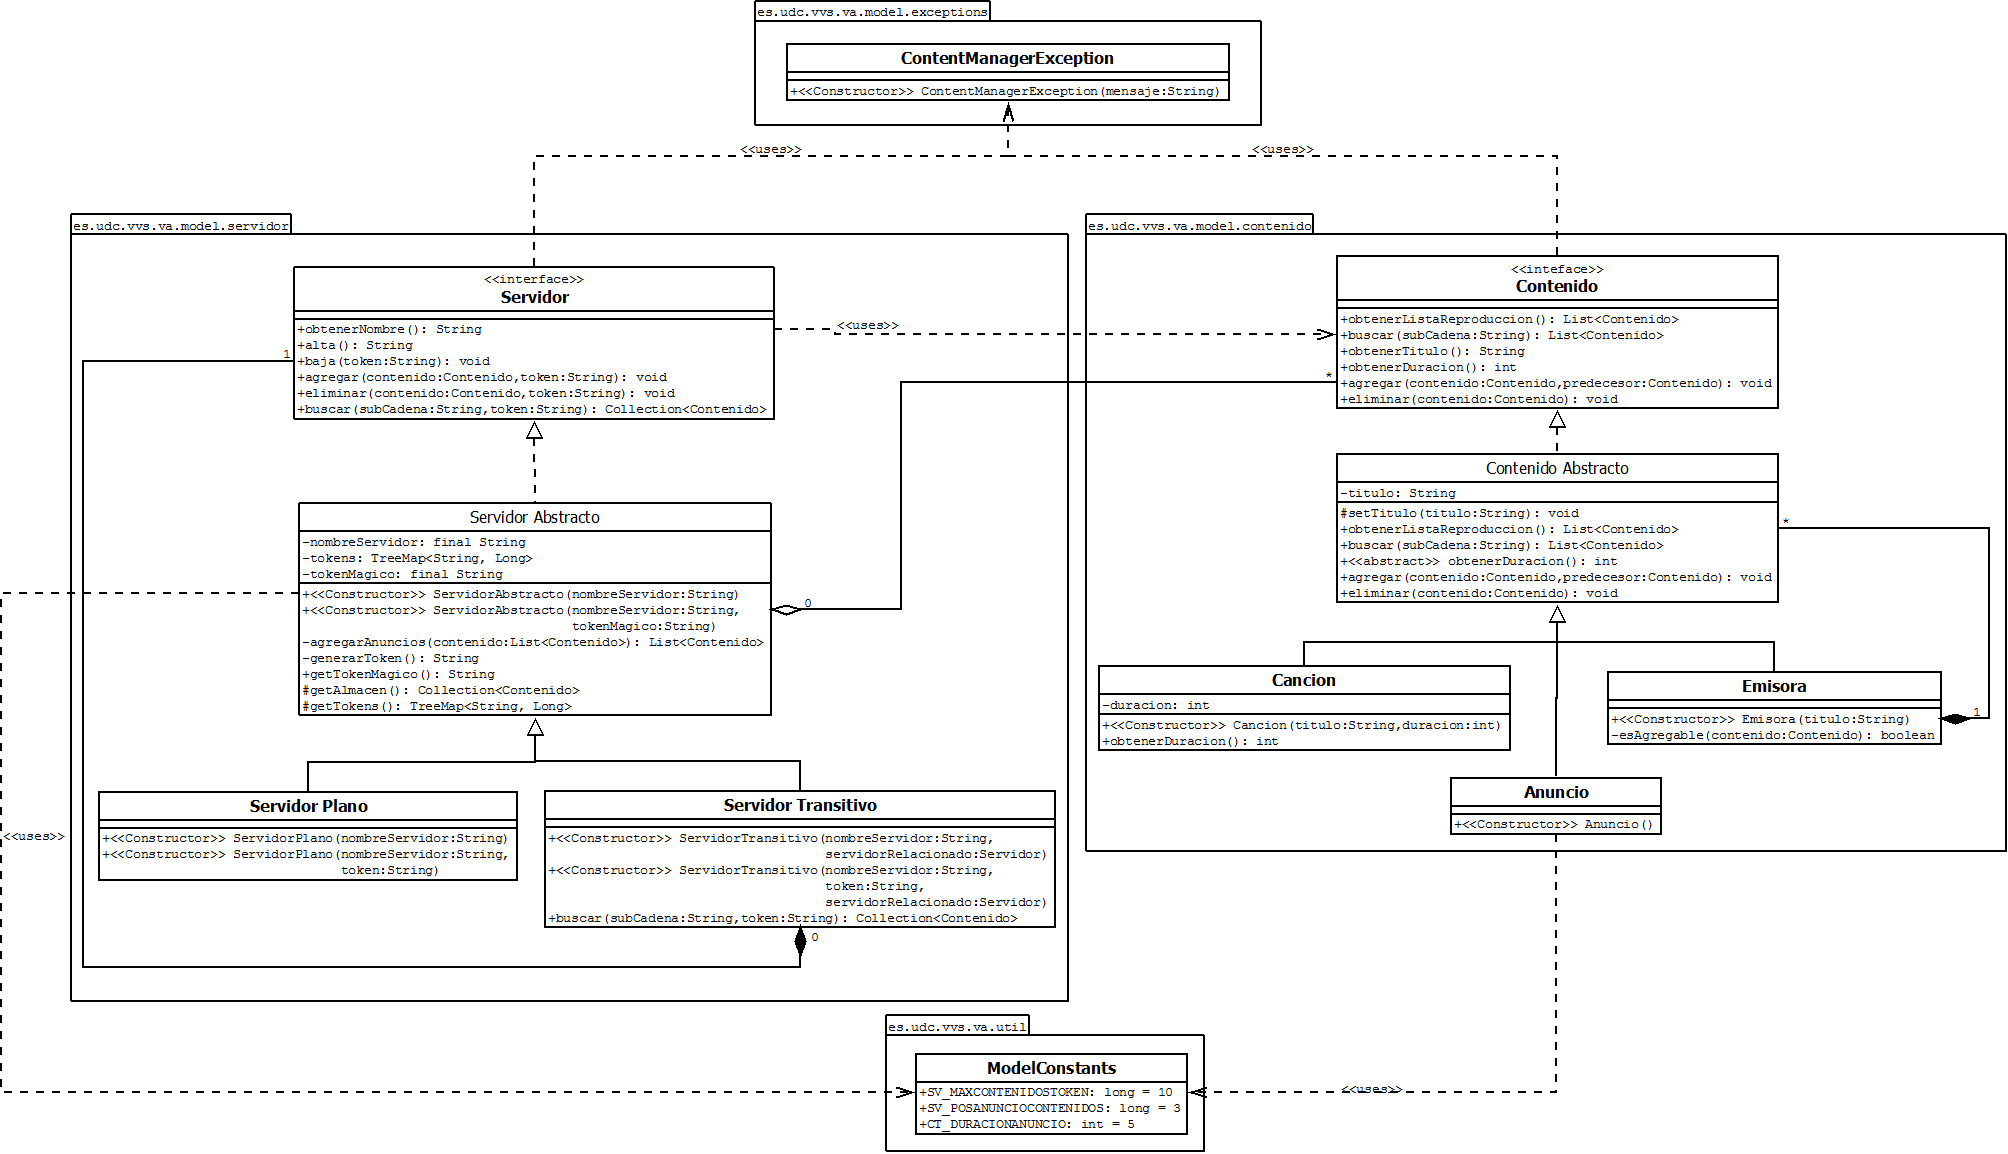 es.udc.vvs.va.model.exceptions
ContentManagerException
+<<Constructor>> ContentManagerException(mensaje:String)
<<uses>>
<<uses>>
es.udc.vvs.va.model.servidor
<<interface>>
Servidor
+obtenerNombre(): String
+alta(): String
+baja(token:String): void
+agregar(contenido:Contenido,token:String): void
+eliminar(contenido:Contenido,token:String): void
+buscar(subCadena:String,token:String): Collection<Contenido>
1
<<uses>>
Servidor Abstracto
-nombreServidor: final String
-tokens: TreeMap<String, Long>
-tokenMagico: final String
+<<Constructor>> ServidorAbstracto(nombreServidor:String)
+<<Constructor>> ServidorAbstracto(nombreServidor:String,
tokenMagico:String)
-agregarAnuncios(contenido:List<Contenido>): List<Contenido>
-generarToken(): String
+getTokenMagico(): String
#getAlmacen(): Collection<Contenido>
#getTokens(): TreeMap<String, Long>
0
Servidor Plano
+<<Constructor>> ServidorPlano(nombreServidor:String)
+<<Constructor>> ServidorPlano(nombreServidor:String,
token:String)
Servidor Transitivo
+<<Constructor>> ServidorTransitivo(nombreServidor:String,
servidorRelacionado:Servidor)
+<<Constructor>> ServidorTransitivo(nombreServidor:String,
token:String,
servidorRelacionado:Servidor)
+buscar(subCadena:String,token:String): Collection<Contenido>
0
<<uses>>
es.udc.vvs.va.model.contenido
<<inteface>>
Contenido
+obtenerListaReproduccion(): List<Contenido>
+buscar(subCadena:String): List<Contenido>
+obtenerTitulo(): String
+obtenerDuracion(): int
+agregar(contenido:Contenido,predecesor:Contenido): void
+eliminar(contenido:Contenido): void
*
Contenido Abstracto
-titulo: String
#setTitulo(titulo:String): void
+obtenerListaReproduccion(): List<Contenido>
+buscar(subCadena:String): List<Contenido>
+<<abstract>> obtenerDuracion(): int
+agregar(contenido:Contenido,predecesor:Contenido): void
+eliminar(contenido:Contenido): void
*
Cancion
-duracion: int
+<<Constructor>> Cancion(titulo:String,duracion:int)
+obtenerDuracion(): int
Emisora
+<<Constructor>> Emisora(titulo:String)
-esAgregable(contenido:Contenido): boolean
1
Anuncio
+<<Constructor>> Anuncio()
es.udc.vvs.va.util
ModelConstants
+SV_MAXCONTENIDOSTOKEN: long = 10
+SV_POSANUNCIOCONTENIDOS: long = 3
+CT_DURACIONANUNCIO: int = 5
<<uses>>